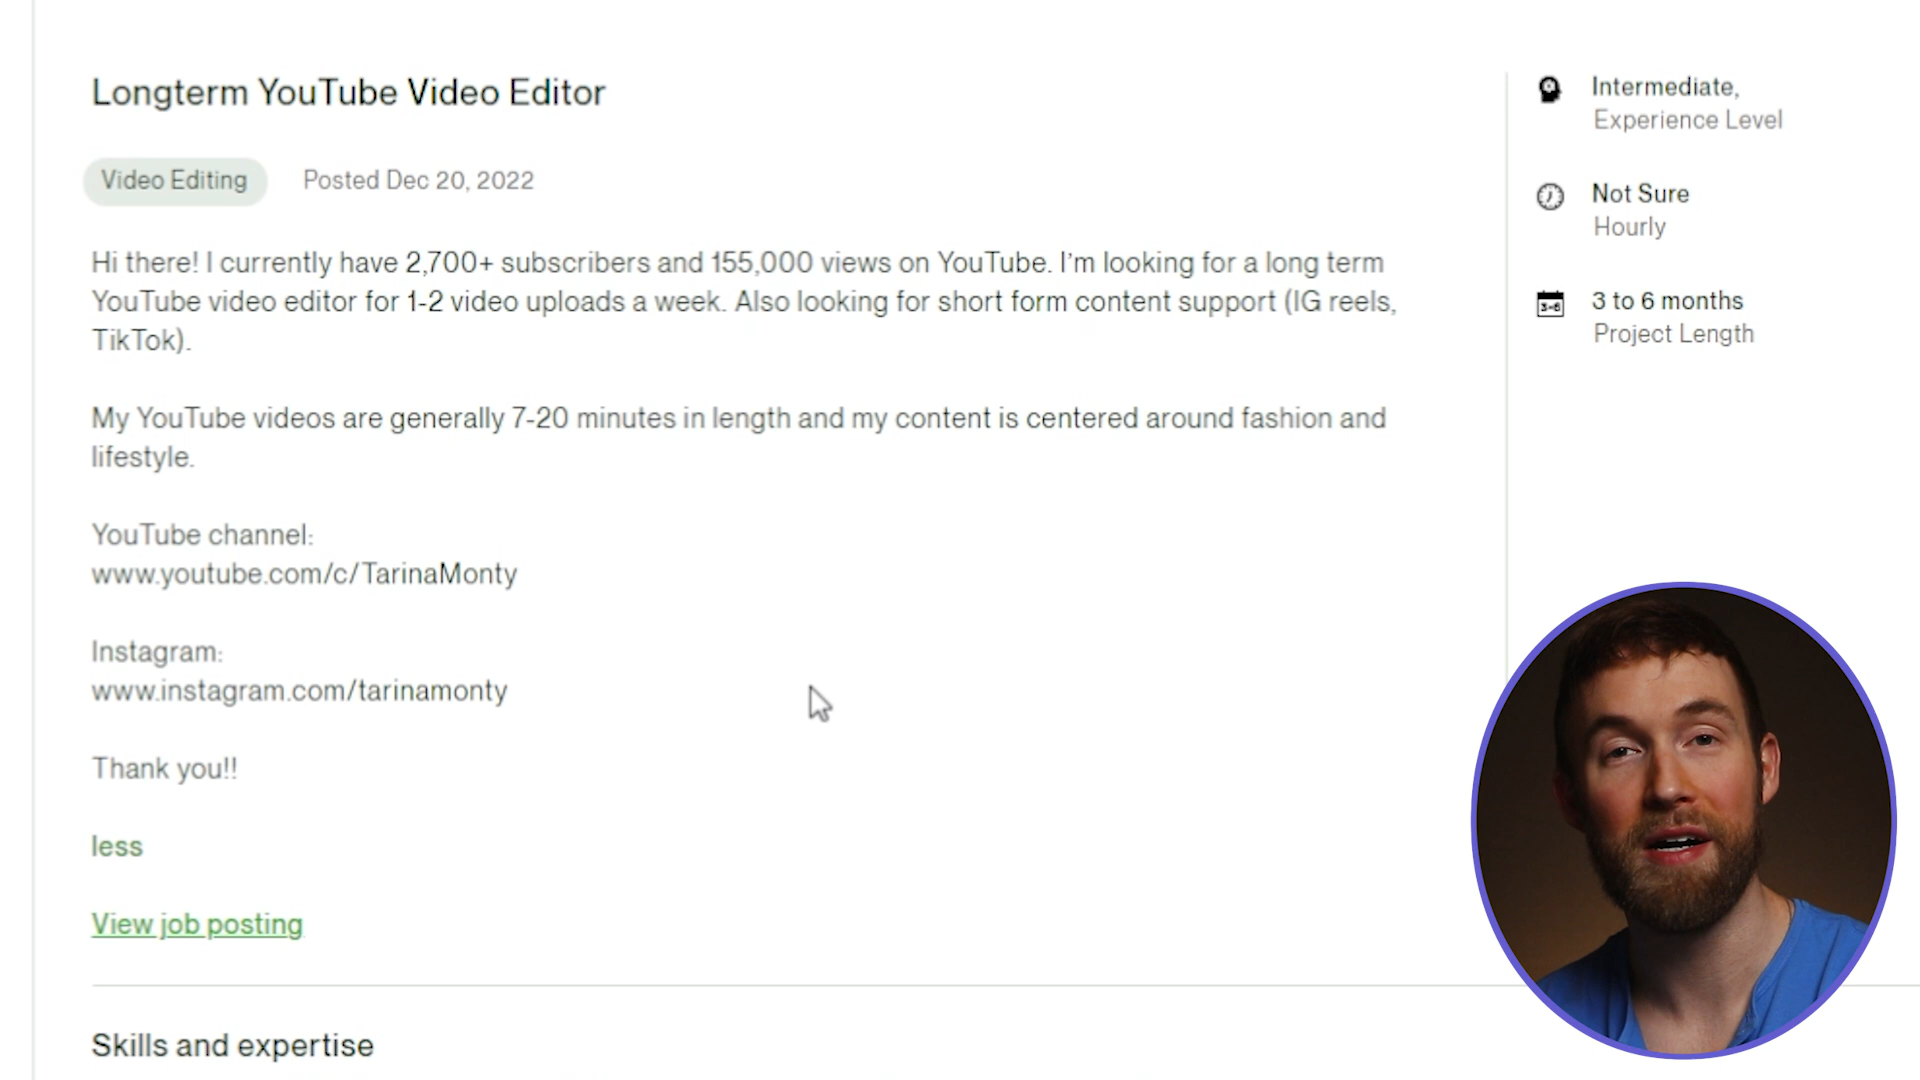 Longterm YouTube Video Editor
Video Editing
Posted Dec 20, 2022
Hi there! I currently have 2,700+ subscribers and 155,000 views on YouTube. I'm looking for a long term
YouTube video editor for 1-2 video uploads a week. Also looking for short form content support (IG reels,
TikTok).
My YouTube videos are generally 7-20 minutes in length and my content is centered around fashion and
lifestyle.
YouTube channel:
www.youtube.com/c/TarinaMonty
Instagram:
www.instagram.com/tarinamonty
Thank you!!
less
View job posting
Skills and expertise
Intermediate,
Experience Level
Not Sure
Hourly
3-6
3 to 6 months
Project Length